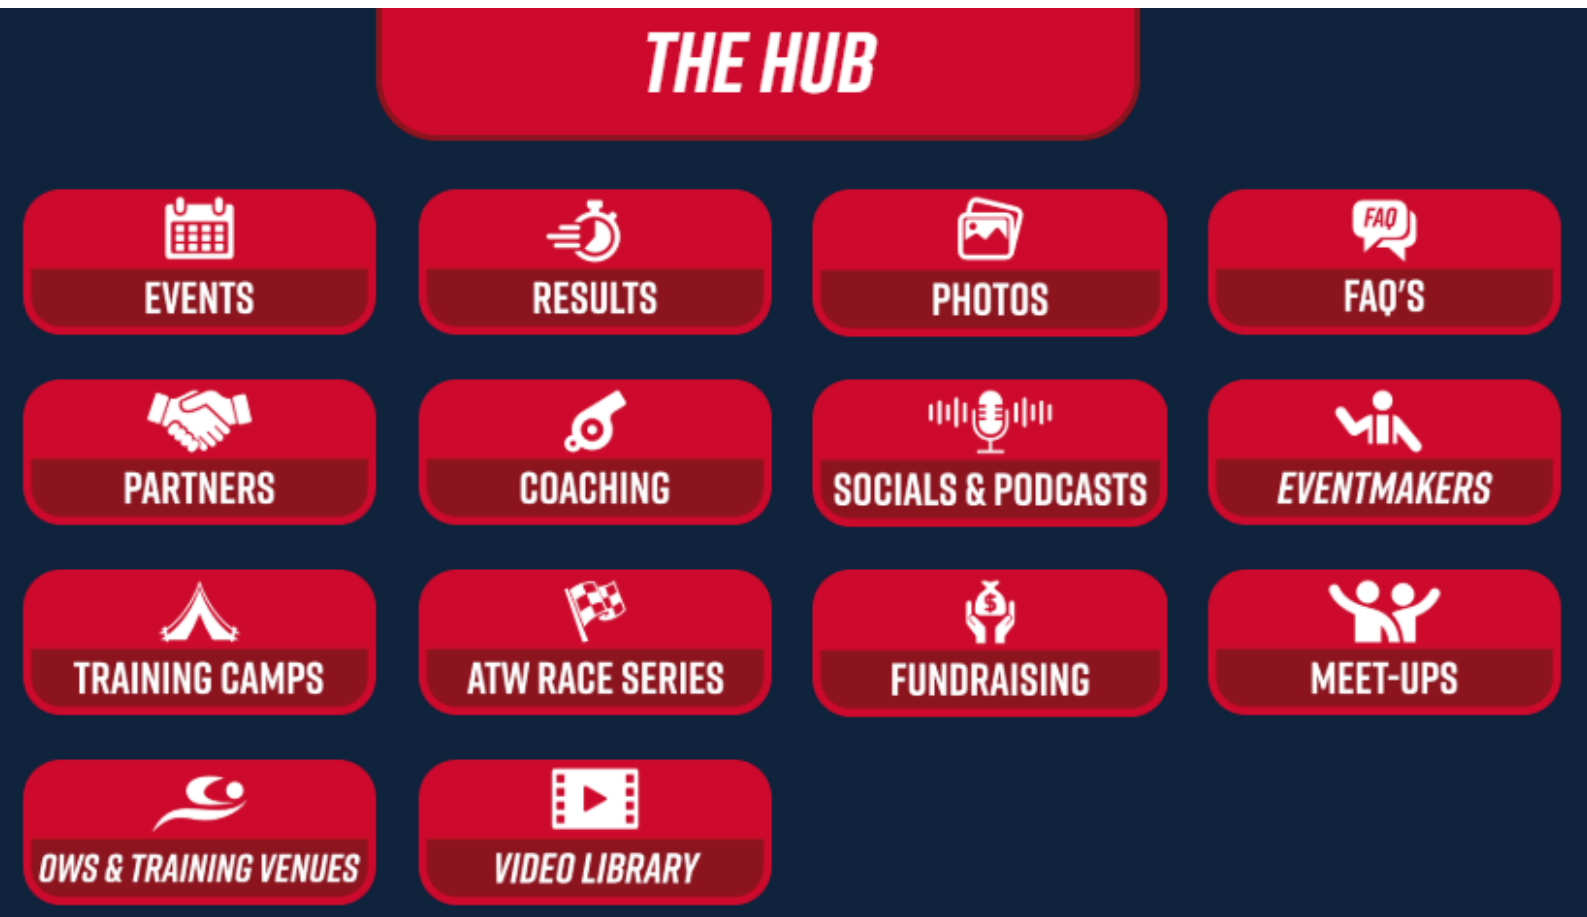 THE HUB
EVENTS
RESULTS
PHOTOS
FAQ
FAQ'S
PARTNERS
COACHING
SOCIALS & PODCASTS
EVENTMAKERS
TRAINING CAMPS
ATW RACE SERIES
$
FUNDRAISING
MEET-UPS
OWS & TRAINING VENUES
VIDEO LIBRARY